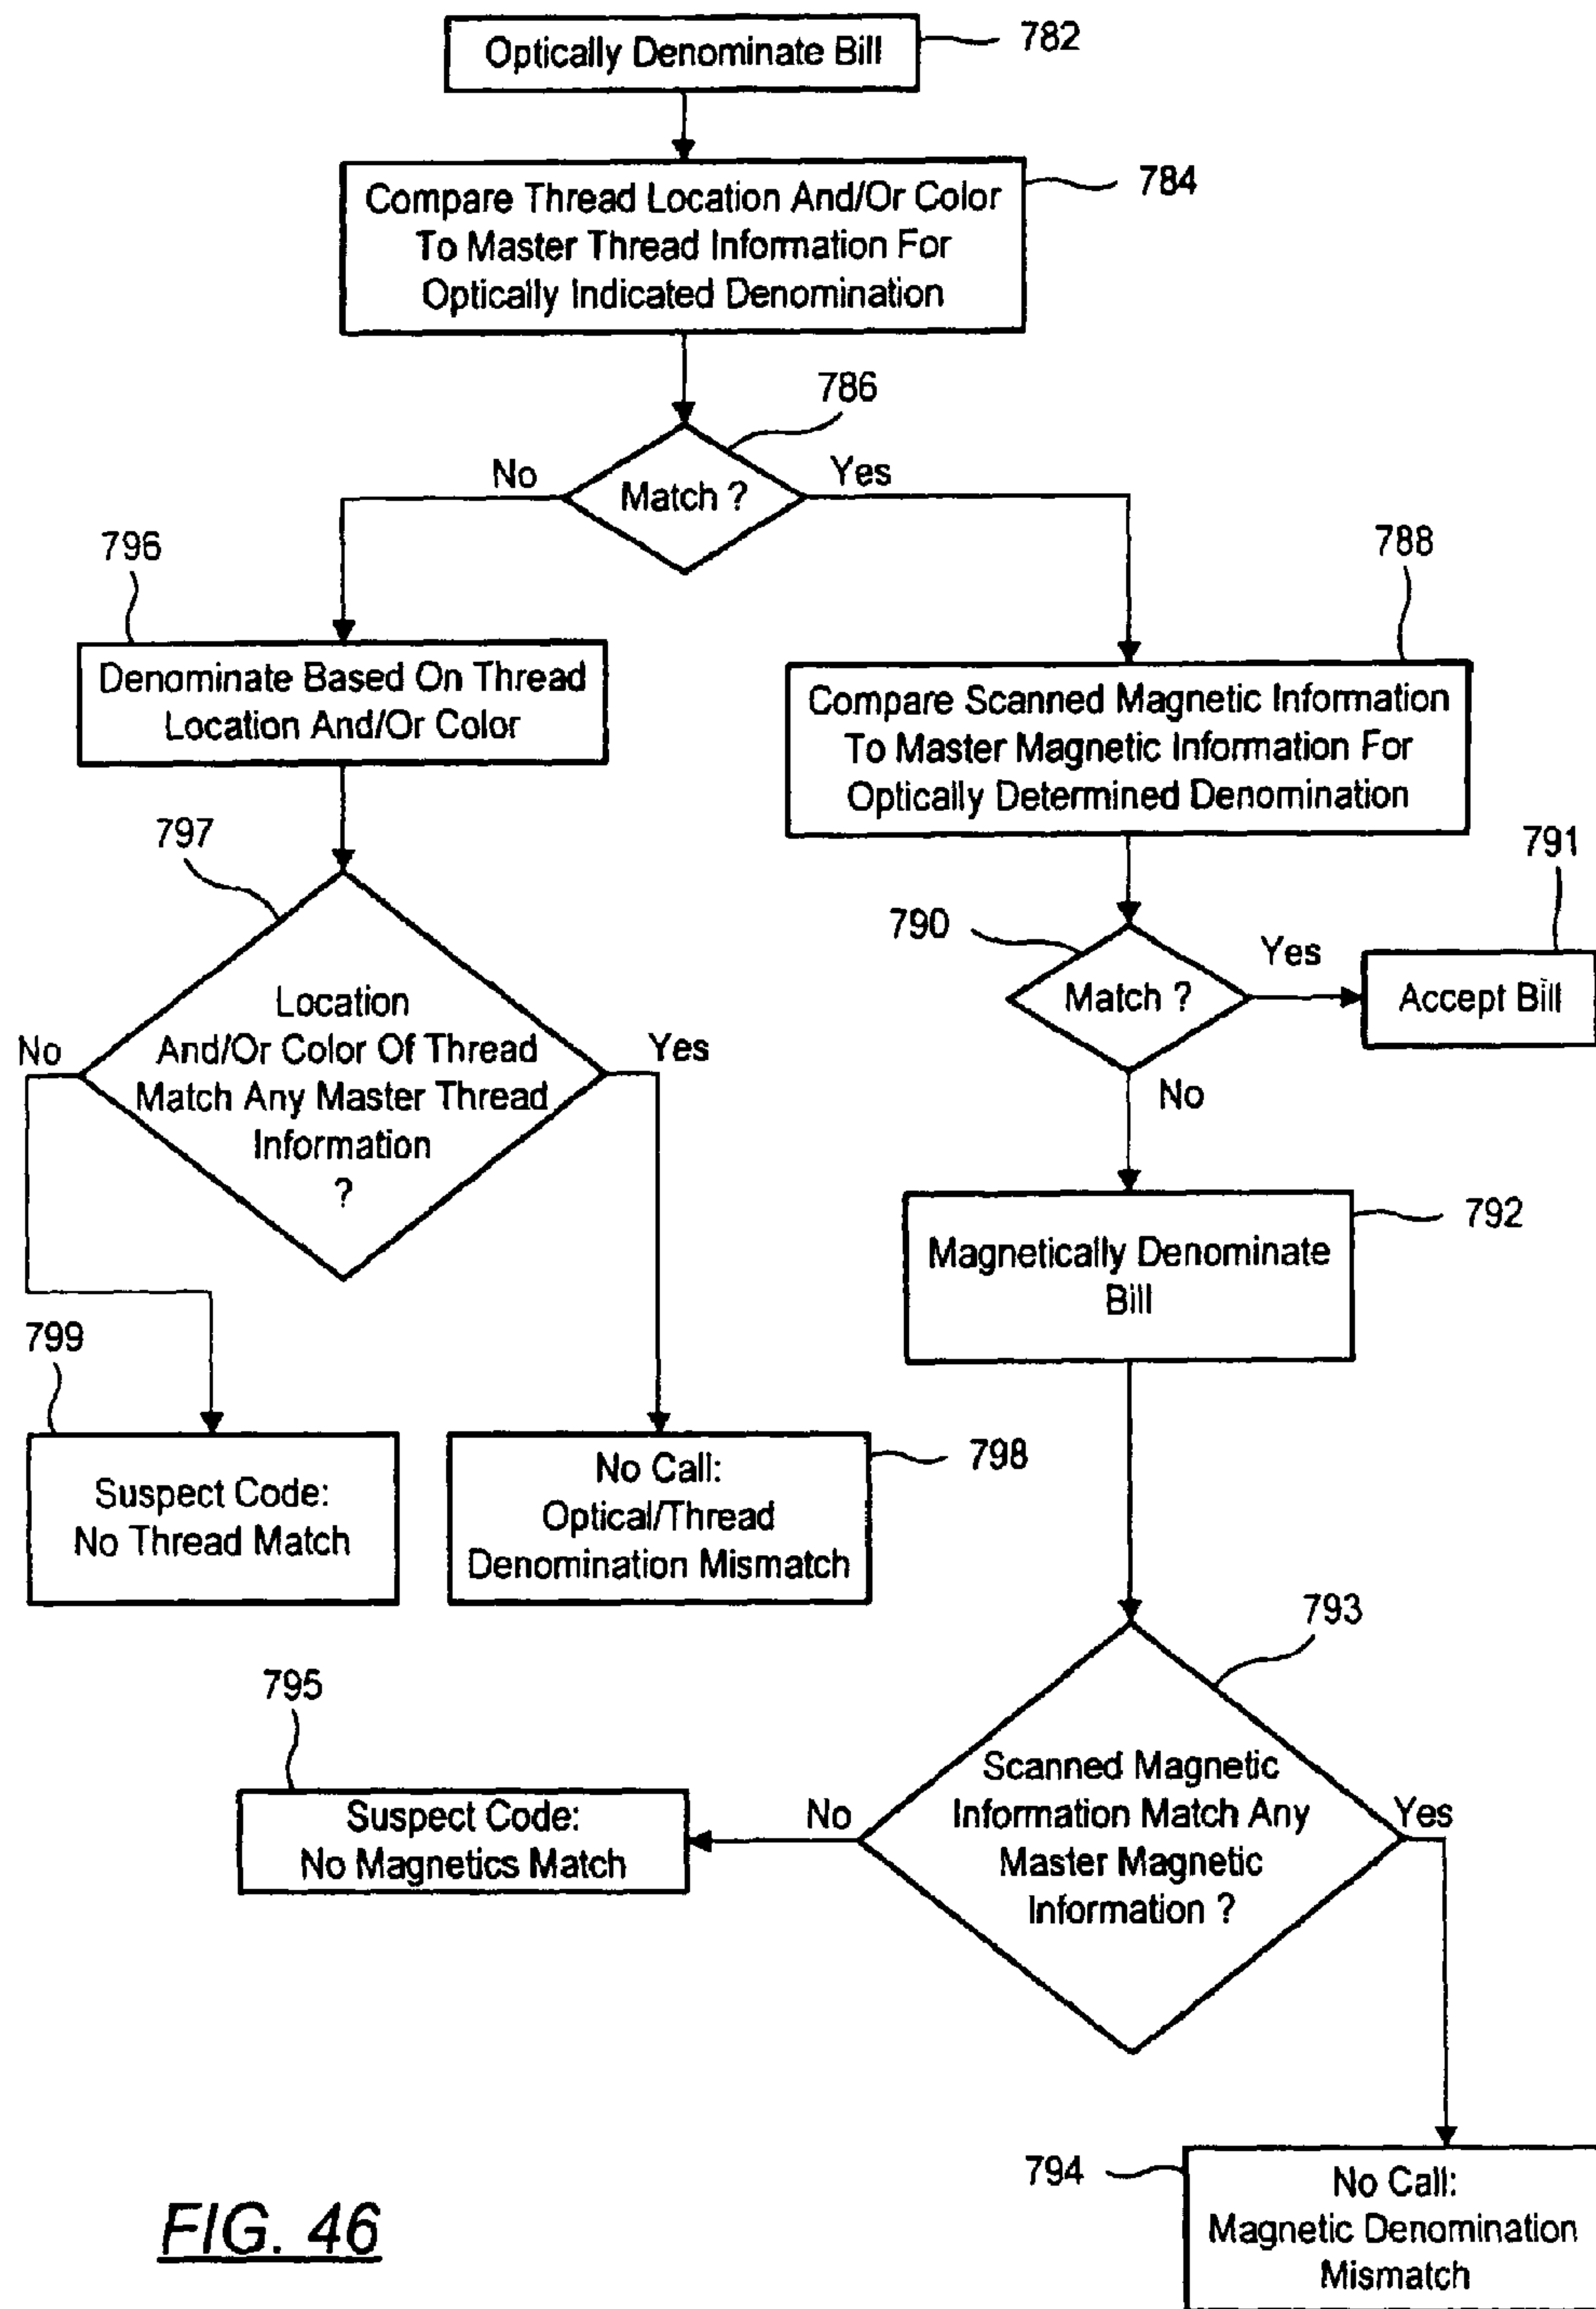 Optically Denominate Bill
782
Compare Thread Location And/Or Color
To Master Thread Information For
Optically Indicated Denomination
784
786
No
Match ?
Yes
796
788
Denominate Based On Thread
Location And/Or Color
Compare Scanned Magnetic Information
To Master Magnetic Information For
Optically Determined Denomination
797
791
790
Match ?
Yes
Accept Bill
No
Location
And/Or Color Of Thread
Match Any Master Thread
Information
?
No
Yes
792
Magnetically Denominate
Bill
799
Suspect Code:
No Thread Match
798
No Call:
Optical/Thread
Denomination Mismatch
793
795
Suspect Code:
No Magnetics Match
No
Scanned Magnetic
Information Match Any
Master Magnetic
Information ?
Yes
794
No Call:
Magnetic Denomination
Mismatch
FIG. 46